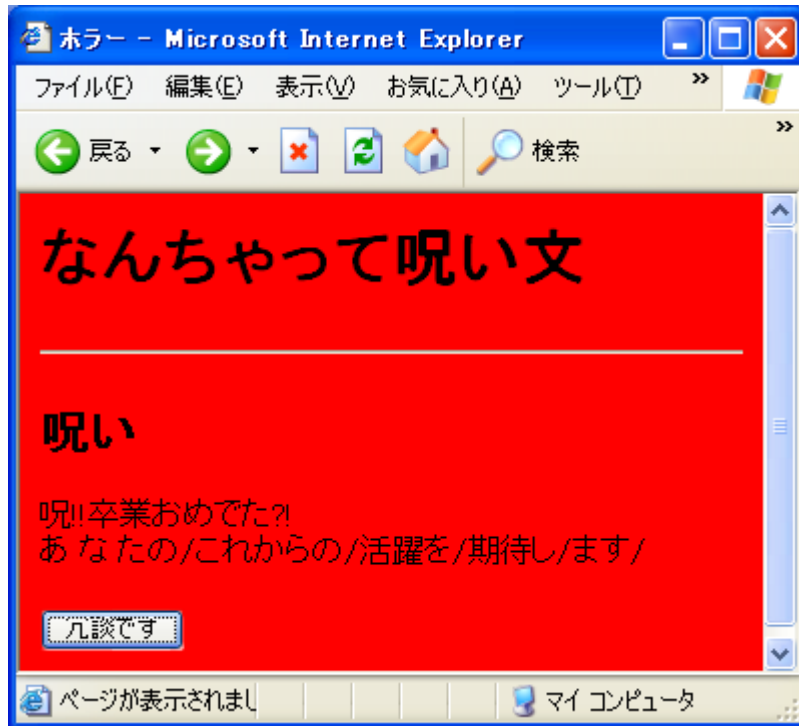 ホラー - Microsoft Internet Explorer
ファイル(F) 編集(E) 表示(V) お気に入り(A) ツール(T) »
戻る 検索 »
なんちゃって呪い文
呪い
呪!!卒業おめでた?!
あ な たの/これからの/活躍を/期待し/ます/
冗談です
ページが表示されまし マイ コンピュータ